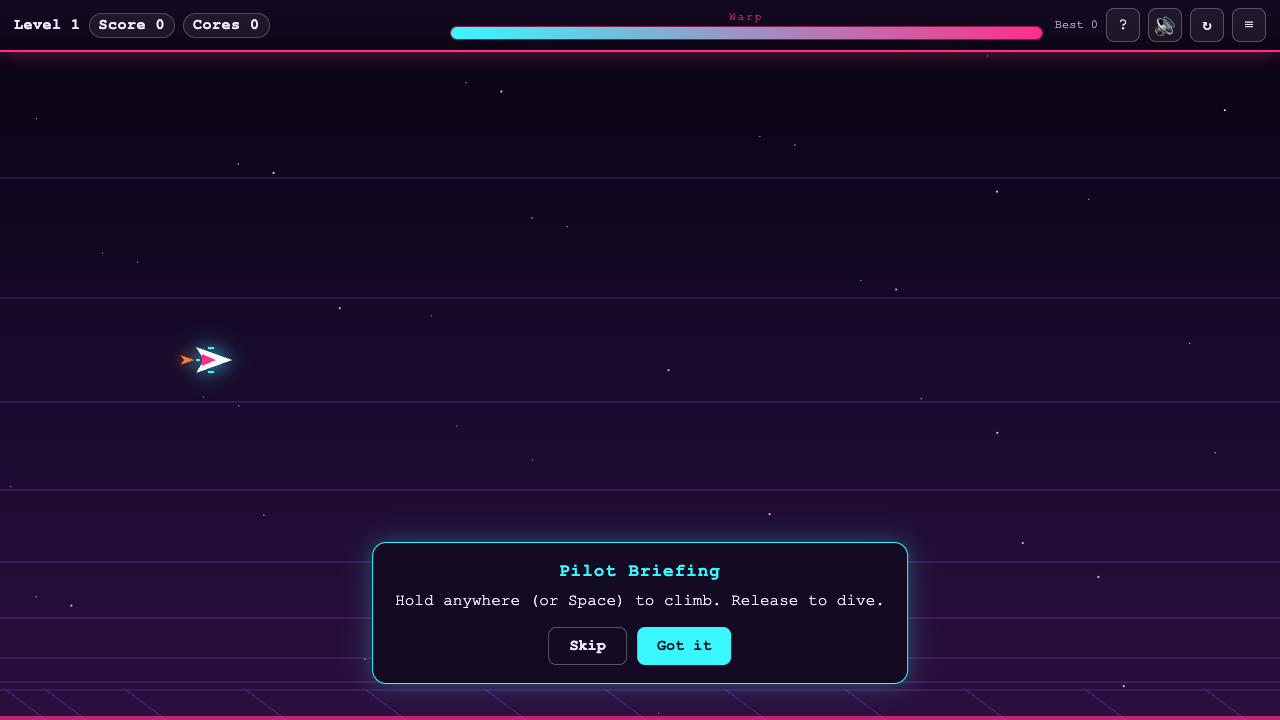 Level 1 Score 0 Cores 0 Warp Best 0 ?
Pilot Briefing
Hold anywhere (or Space) to climb. Release to dive.
Skip Got it